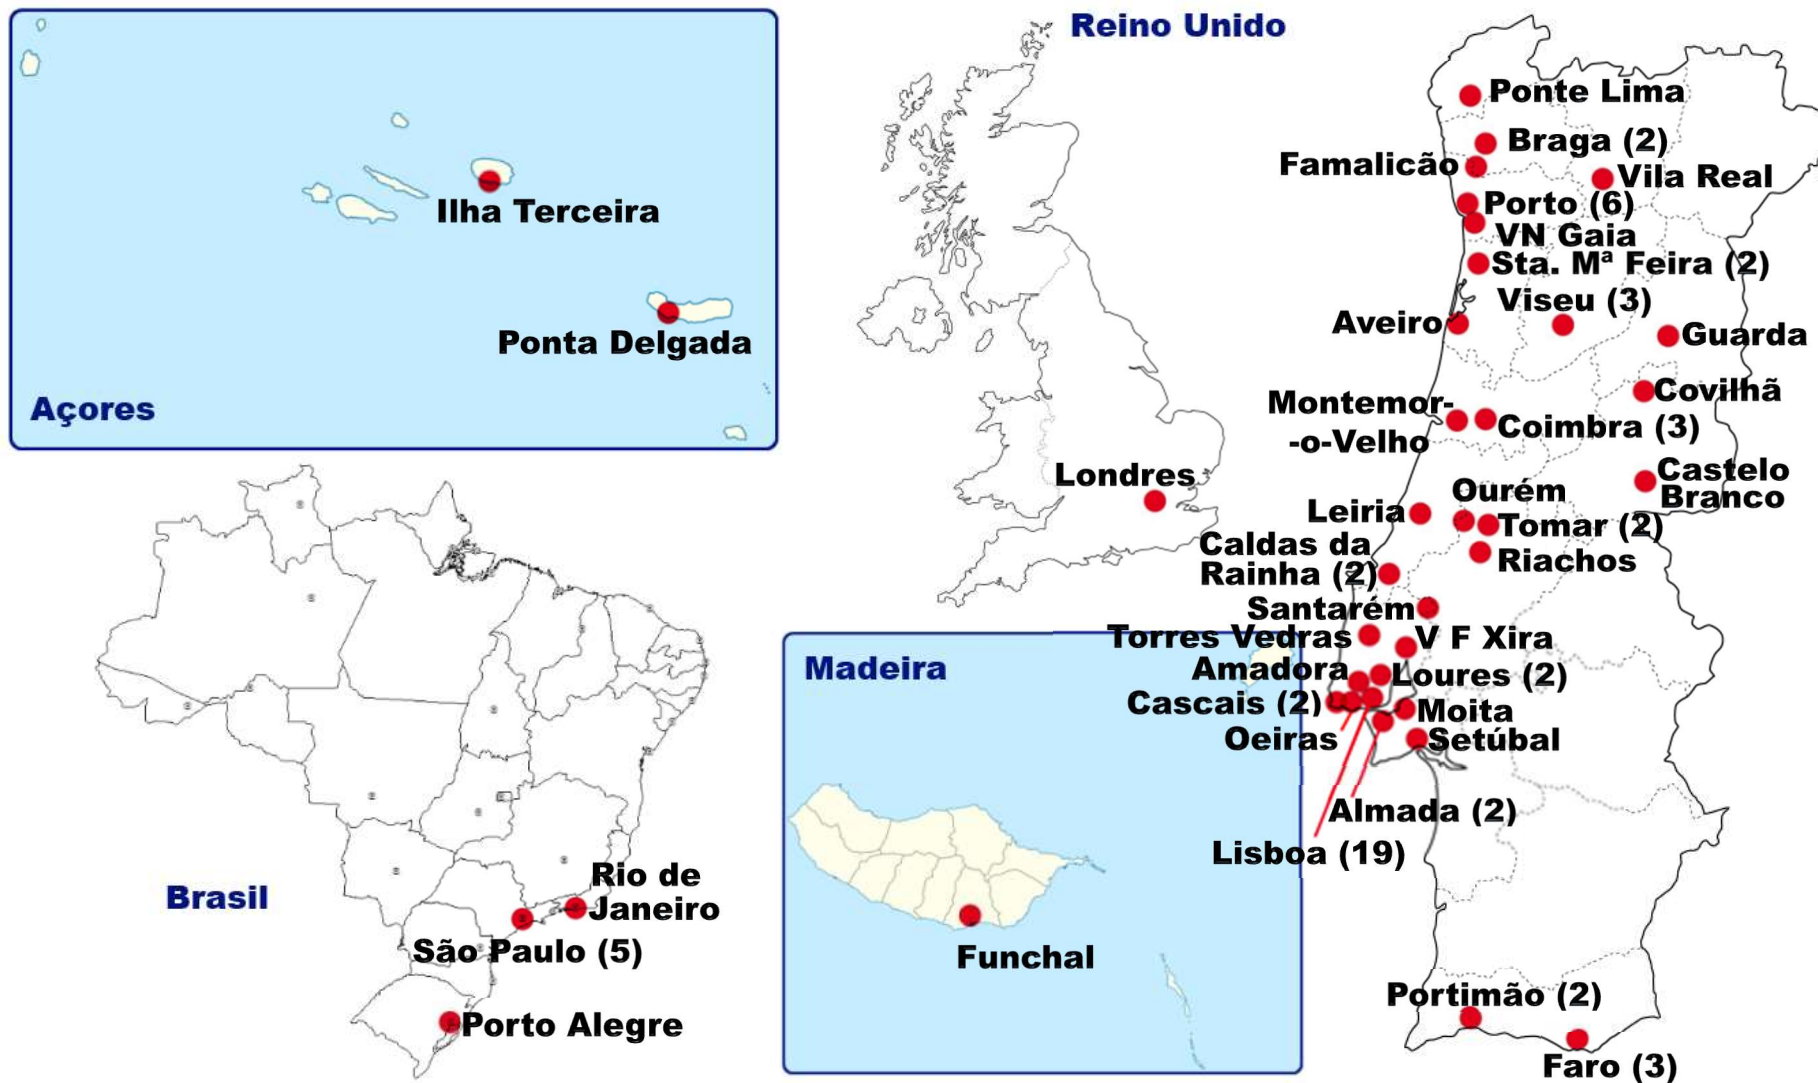 Açores
Ilha Terceira
Ponta Delgada
Reino Unido
Londres
Brasil
Rio de
Janeiro
São Paulo (5)
Porto Alegre
Madeira
Funchal
Ponte Lima
Braga (2)
Famalicão
Vila Real
Porto (6)
VN Gaia
Sta. Mª Feira (2)
Viseu (3)
Aveiro
Guarda
Covilhã
Montemor-
-o-Velho
Coimbra (3)
Castelo
Branco
Ourém
Leiria
Tomar (2)
Riachos
Caldas da
Rainha (2)
Santarém
Torres Vedras
V F Xira
Amadora
Loures (2)
Cascais (2)
Moita
Oeiras
Setúbal
Almada (2)
Lisboa (19)
Portimão (2)
Faro (3)